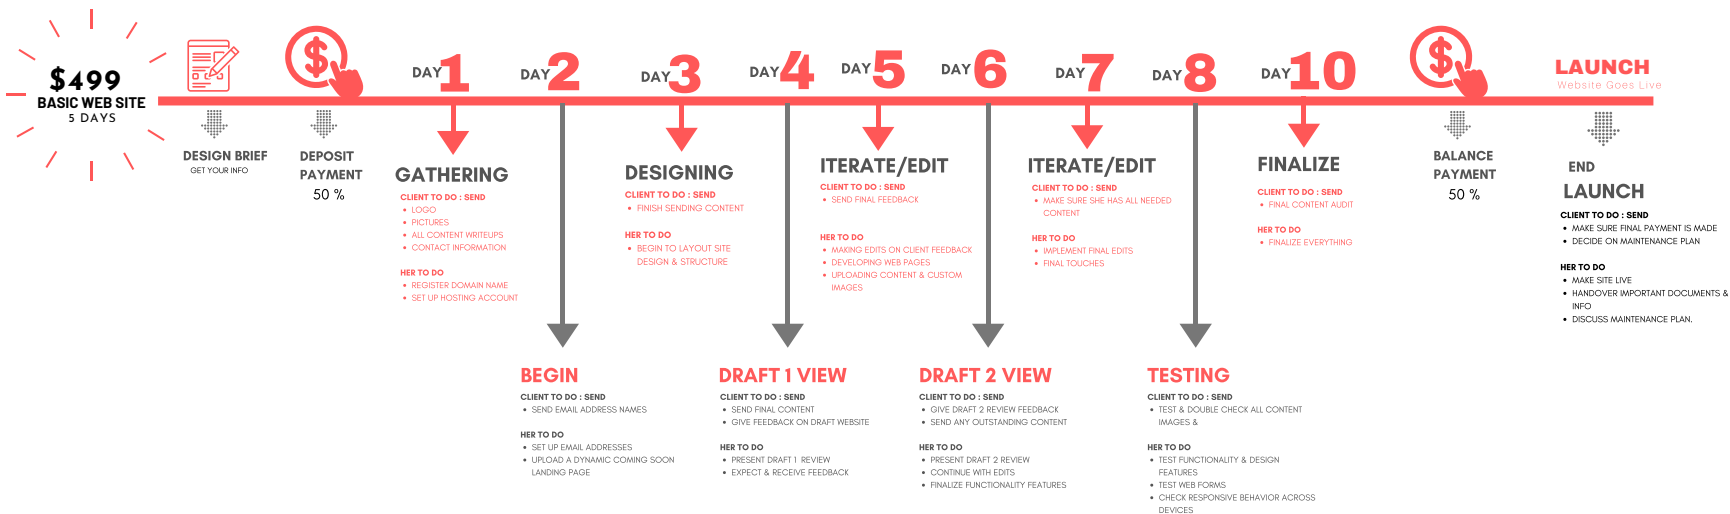 $499
BASIC WEB SITE
5 DAYS
DESIGN BRIEF
GET YOUR INFO
DEPOSIT
PAYMENT
50 %
DAY 1
GATHERING
CLIENT TO DO : SEND
• LOGO
• PICTURES
• ALL CONTENT WRITEUPS
• CONTACT INFORMATION
HER TO DO
• REGISTER DOMAIN NAME
• SET UP HOSTING ACCOUNT
DAY 2
BEGIN
CLIENT TO DO : SEND
• SEND EMAIL ADDRESS NAMES
HER TO DO
• SET UP EMAIL ADDRESSES
• UPLOAD A DYNAMIC COMING SOON
LANDING PAGE
DAY 3
DESIGNING
CLIENT TO DO : SEND
• FINISH SENDING CONTENT
HER TO DO
• BEGIN TO LAYOUT SITE
DESIGN & STRUCTURE
DAY 4
DRAFT 1 VIEW
CLIENT TO DO : SEND
• SEND FINAL CONTENT
• GIVE FEEDBACK ON DRAFT WEBSITE
HER TO DO
• PRESENT DRAFT 1 REVIEW
• EXPECT & RECEIVE FEEDBACK
DAY 5
ITERATE/EDIT
CLIENT TO DO : SEND
• SEND FINAL FEEDBACK
HER TO DO
• MAKING EDITS ON CLIENT FEEDBACK
• DEVELOPING WEB PAGES
• UPLOADING CONTENT & CUSTOM
IMAGES
DAY 6
DRAFT 2 VIEW
CLIENT TO DO : SEND
• GIVE DRAFT 2 REVIEW FEEDBACK
• SEND ANY OUTSTANDING CONTENT
HER TO DO
• PRESENT DRAFT 2 REVIEW
• CONTINUE WITH EDITS
• FINALIZE FUNCTIONALITY FEATURES
DAY 7
ITERATE/EDIT
CLIENT TO DO : SEND
• MAKE SURE SHE HAS ALL NEEDED
CONTENT
HER TO DO
• IMPLEMENT FINAL EDITS
• FINAL TOUCHES
DAY 8
TESTING
CLIENT TO DO : SEND
• TEST & DOUBLE CHECK ALL CONTENT
IMAGES &
HER TO DO
• TEST FUNCTIONALITY & DESIGN
FEATURES
• TEST WEB FORMS
• CHECK RESPONSIVE BEHAVIOR ACROSS
DEVICES
DAY 10
FINALIZE
CLIENT TO DO : SEND
• FINAL CONTENT AUDIT
HER TO DO
• FINALIZE EVERYTHING
BALANCE
PAYMENT
50 %
LAUNCH
Website Goes Live
END
LAUNCH
CLIENT TO DO : SEND
• MAKE SURE FINAL PAYMENT IS MADE
• DECIDE ON MAINTENANCE PLAN
HER TO DO
• MAKE SITE LIVE
• HANDOVER IMPORTANT DOCUMENTS &
INFO
• DISCUSS MAINTENANCE PLAN.